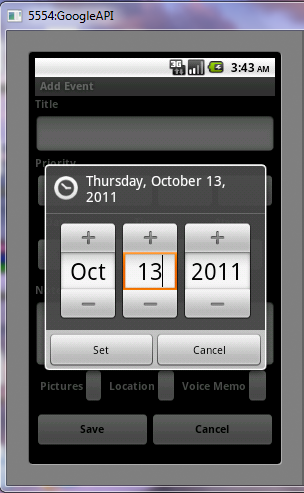 5554:GoogleAPI
3G
3:43 AM
Add Event
Title
Priority
Thursday, October 13,
2011
+ + +
Oct 13 2011
− − −
Set Cancel
Pictures Location Voice Memo
Save Cancel